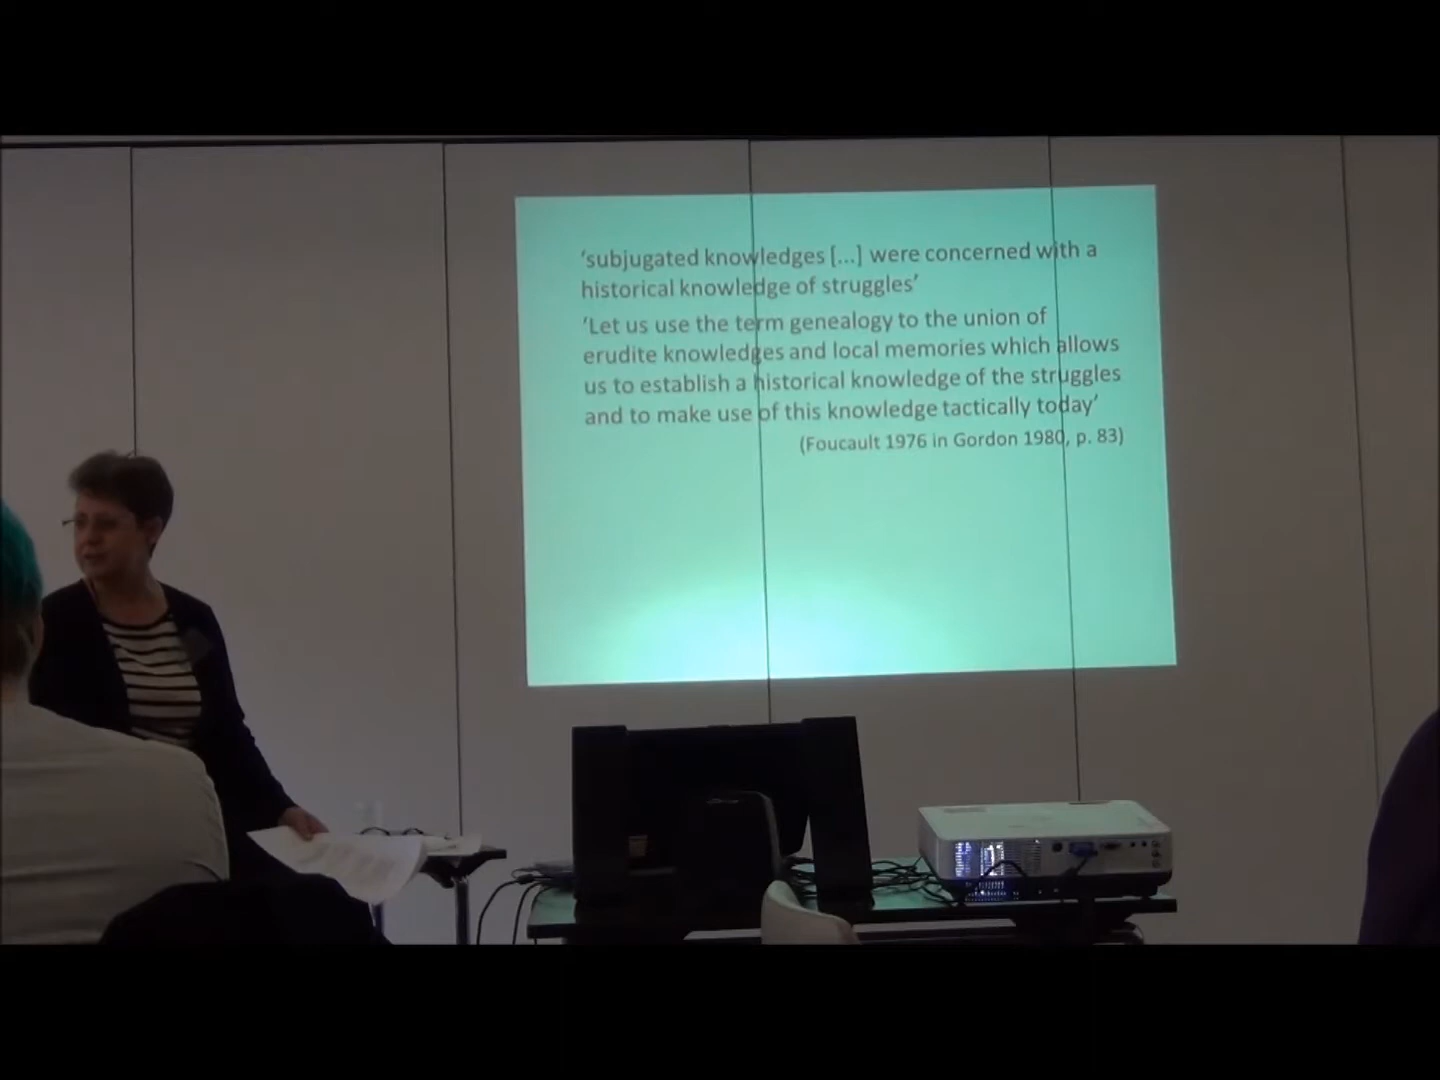 ‘subjugated knowledges [...] were concerned with a
historical knowledge of struggles’
‘Let us use the term genealogy to the union of
erudite knowledges and local memories which allows
us to establish a historical knowledge of the struggles
and to make use of this knowledge tactically today’
(Foucault 1976 in Gordon 1980, p. 83)